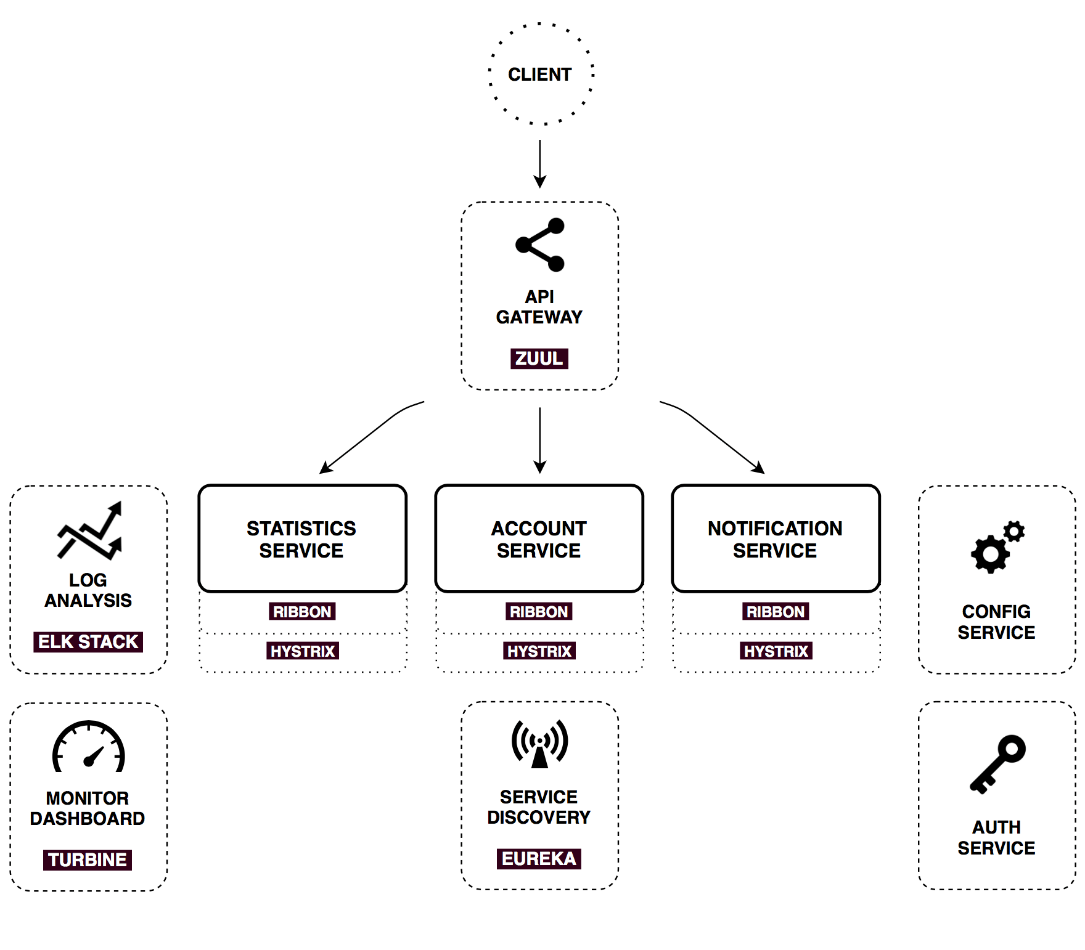 CLIENT
API
GATEWAY
ZUUL
LOG
ANALYSIS
ELK STACK
STATISTICS
SERVICE
RIBBON
HYSTRIX
ACCOUNT
SERVICE
RIBBON
HYSTRIX
NOTIFICATION
SERVICE
RIBBON
HYSTRIX
CONFIG
SERVICE
MONITOR
DASHBOARD
TURBINE
SERVICE
DISCOVERY
EUREKA
AUTH
SERVICE